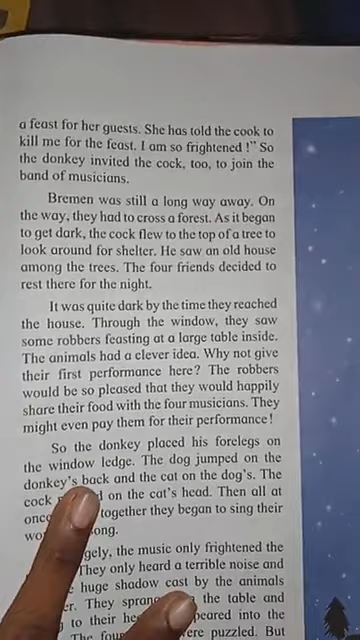 a feast for her guests. She has told the cook to
kill me for the feast. I am so frightened !" So
the donkey invited the cock, too, to join the
band of musicians.
Bremen was still a long way away. On
the way, they had to cross a forest. As it began
to get dark, the cock flew to the top of a tree to
look around for shelter. He saw an old house
among the trees. The four friends decided to
rest there for the night.
It was quite dark by the time they reached
the house. Through the window, they saw
some robbers feasting at a large table inside.
The animals had a clever idea. Why not give
their first performance here? The robbers
would be so pleased that they would happily
share their food with the four musicians. They
might even pay them for their performance!
So the donkey placed his forelegs on
the window ledge. The dog jumped on the
donkey's back and the cat on the dog's. The
cock on the cat's head. Then all at
together they began to sing their
the music only frightened the
They only heard a terrible noise and
huge shadow cast by the animals
They the table and
to their into the
The were puzzled. But